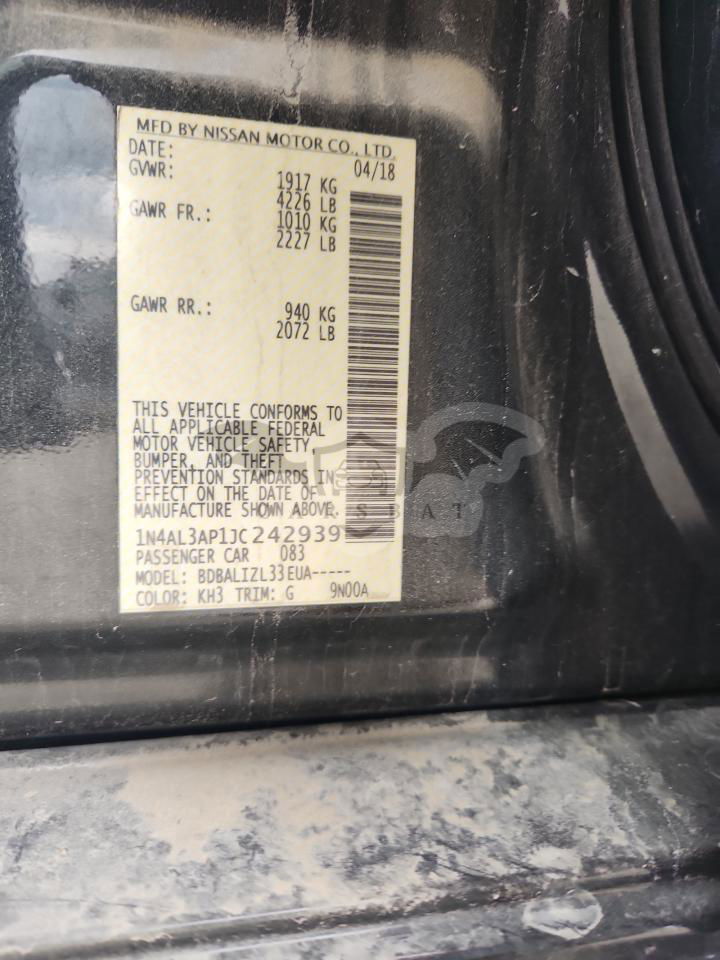 MFD BY NISSAN MOTOR CO., LTD.
DATE: 04/18
GVWR: 1917 KG
4226 LB
GAWR FR.: 1010 KG
2227 LB
GAWR RR.: 940 KG
2072 LB
THIS VEHICLE CONFORMS TO
ALL APPLICABLE FEDERAL
MOTOR VEHICLE SAFETY,
BUMPER, AND THEFT
PREVENTION STANDARDS IN
EFFECT ON THE DATE OF
MANUFACTURE SHOWN ABOVE.
1N4AL3AP1JC242939
PASSENGER CAR 083
MODEL: BDBALIZL33EUA-----
COLOR: KH3 TRIM: G 9N00A